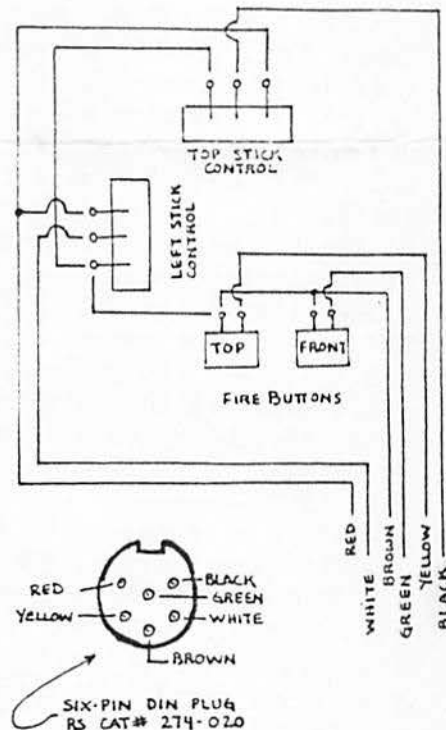 TOP STICK
CONTROL
LEFT STICK
CONTROL
TOP
FRONT
FIRE BUTTONS
RED
WHITE
BROWN
GREEN
YELLOW
BLACK
RED
BLACK
GREEN
YELLOW
WHITE
BROWN
SIX-PIN DIN PLUG
RS CAT# 274-020